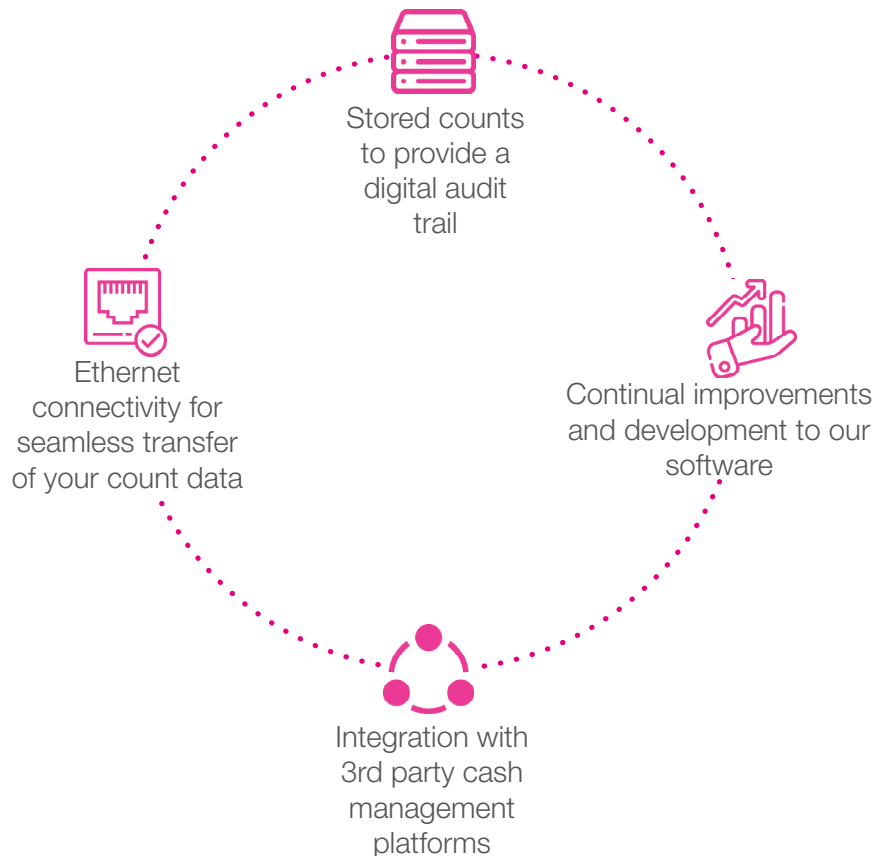 Stored counts
to provide a
digital audit
trail
Ethernet
connectivity for
seamless transfer
of your count data
Continual improvements
and development to our
software
Integration with
3rd party cash
management
platforms